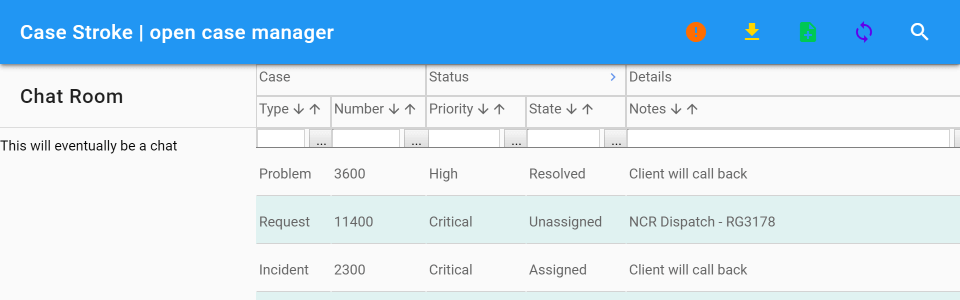 Case Stroke | open case manager
Chat Room
This will eventually be a chat
Case Status Details
Type Number Priority State Notes
... ... ... ...
Problem 3600 High Resolved Client will call back
Request 11400 Critical Unassigned NCR Dispatch - RG3178
Incident 2300 Critical Assigned Client will call back